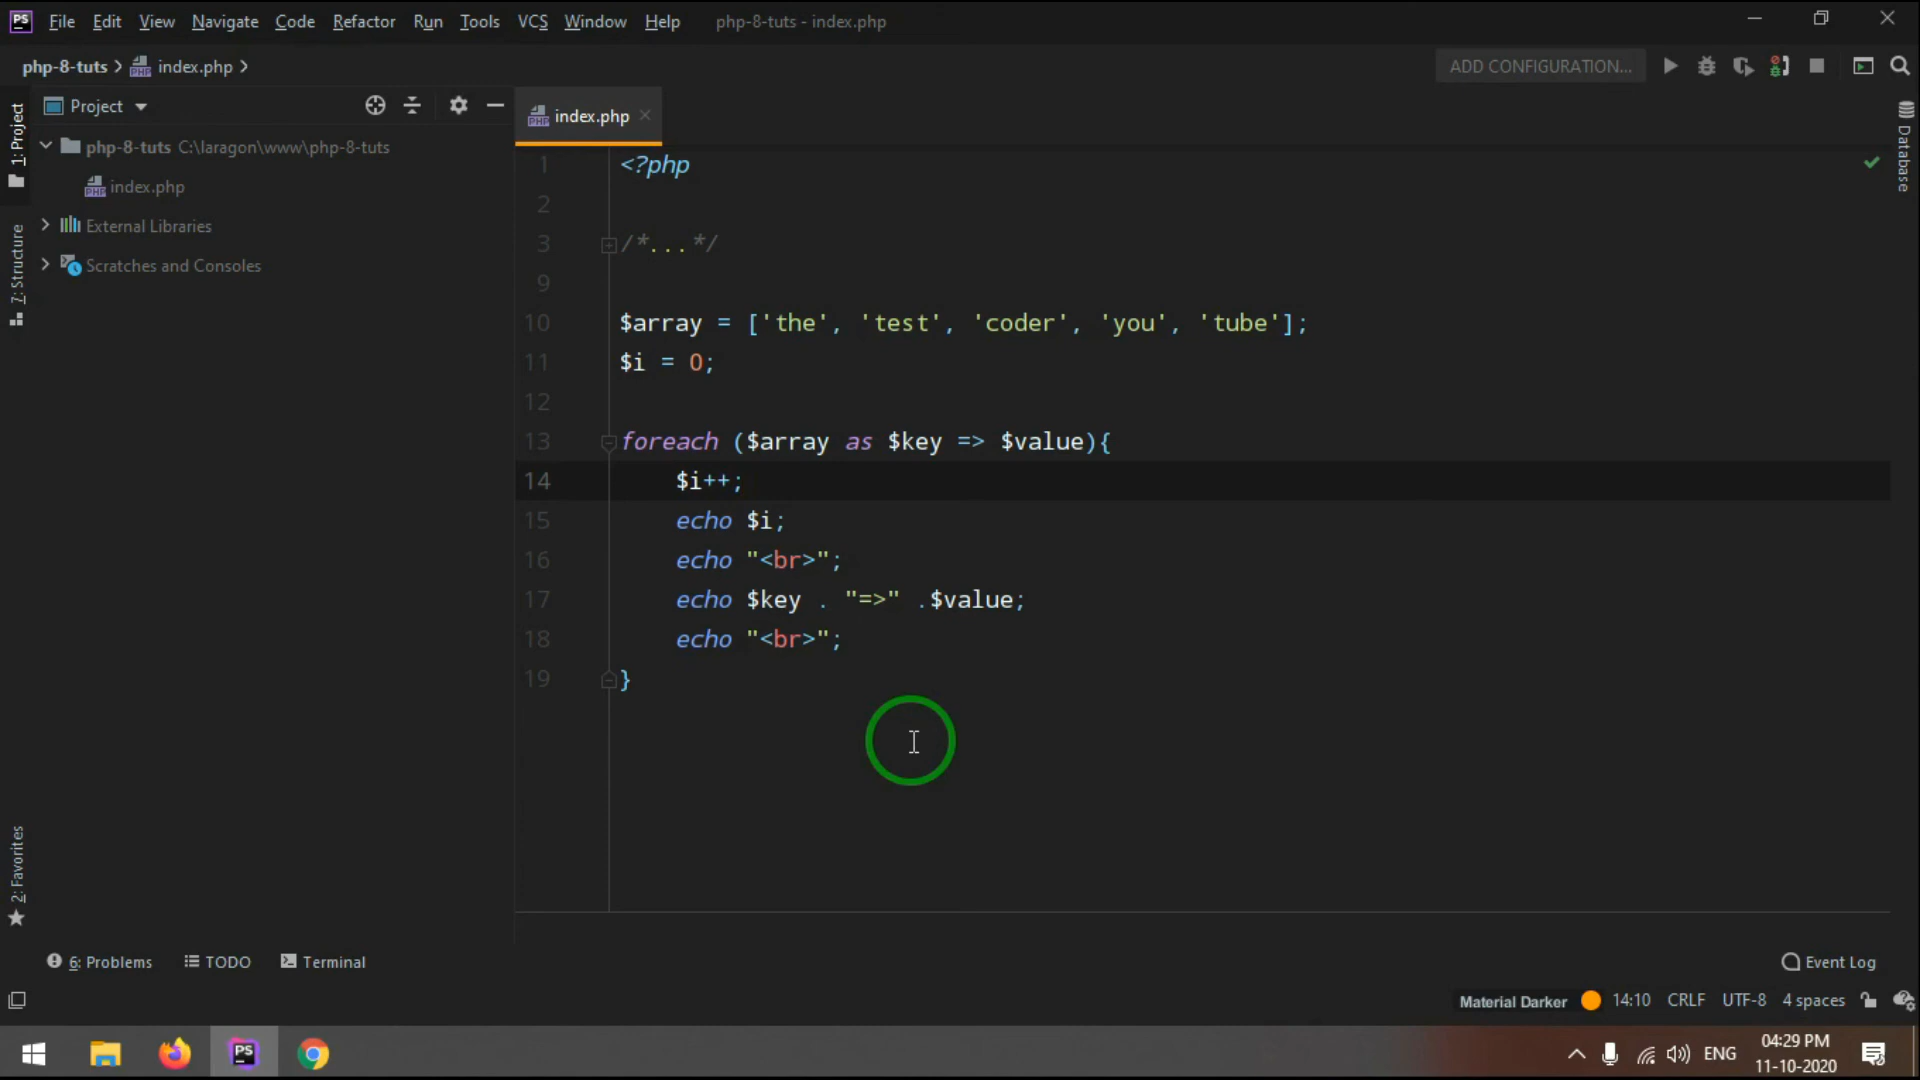 PS File Edit View Navigate Code Refactor Run Tools VCS Window Help php-8-tuts - index.php
php-8-tuts index.php ADD CONFIGURATION...
Project
index.php
1: Project
7: Structure
2: Favorites
Database
php-8-tuts C:\laragon\www\php-8-tuts
index.php
External Libraries
Scratches and Consoles
1 <?php
2
3 /*...*/
9
10 $array = ['the', 'test', 'coder', 'you', 'tube'];
11 $i = 0;
12
13 foreach ($array as $key => $value){
14 $i++;
15 echo $i;
16 echo "<br>";
17 echo $key . "=>" .$value;
18 echo "<br>";
19 }
6: Problems TODO Terminal Event Log
Material Darker 14:10 CRLF UTF-8 4 spaces
PS ENG 04:29 PM
11-10-2020